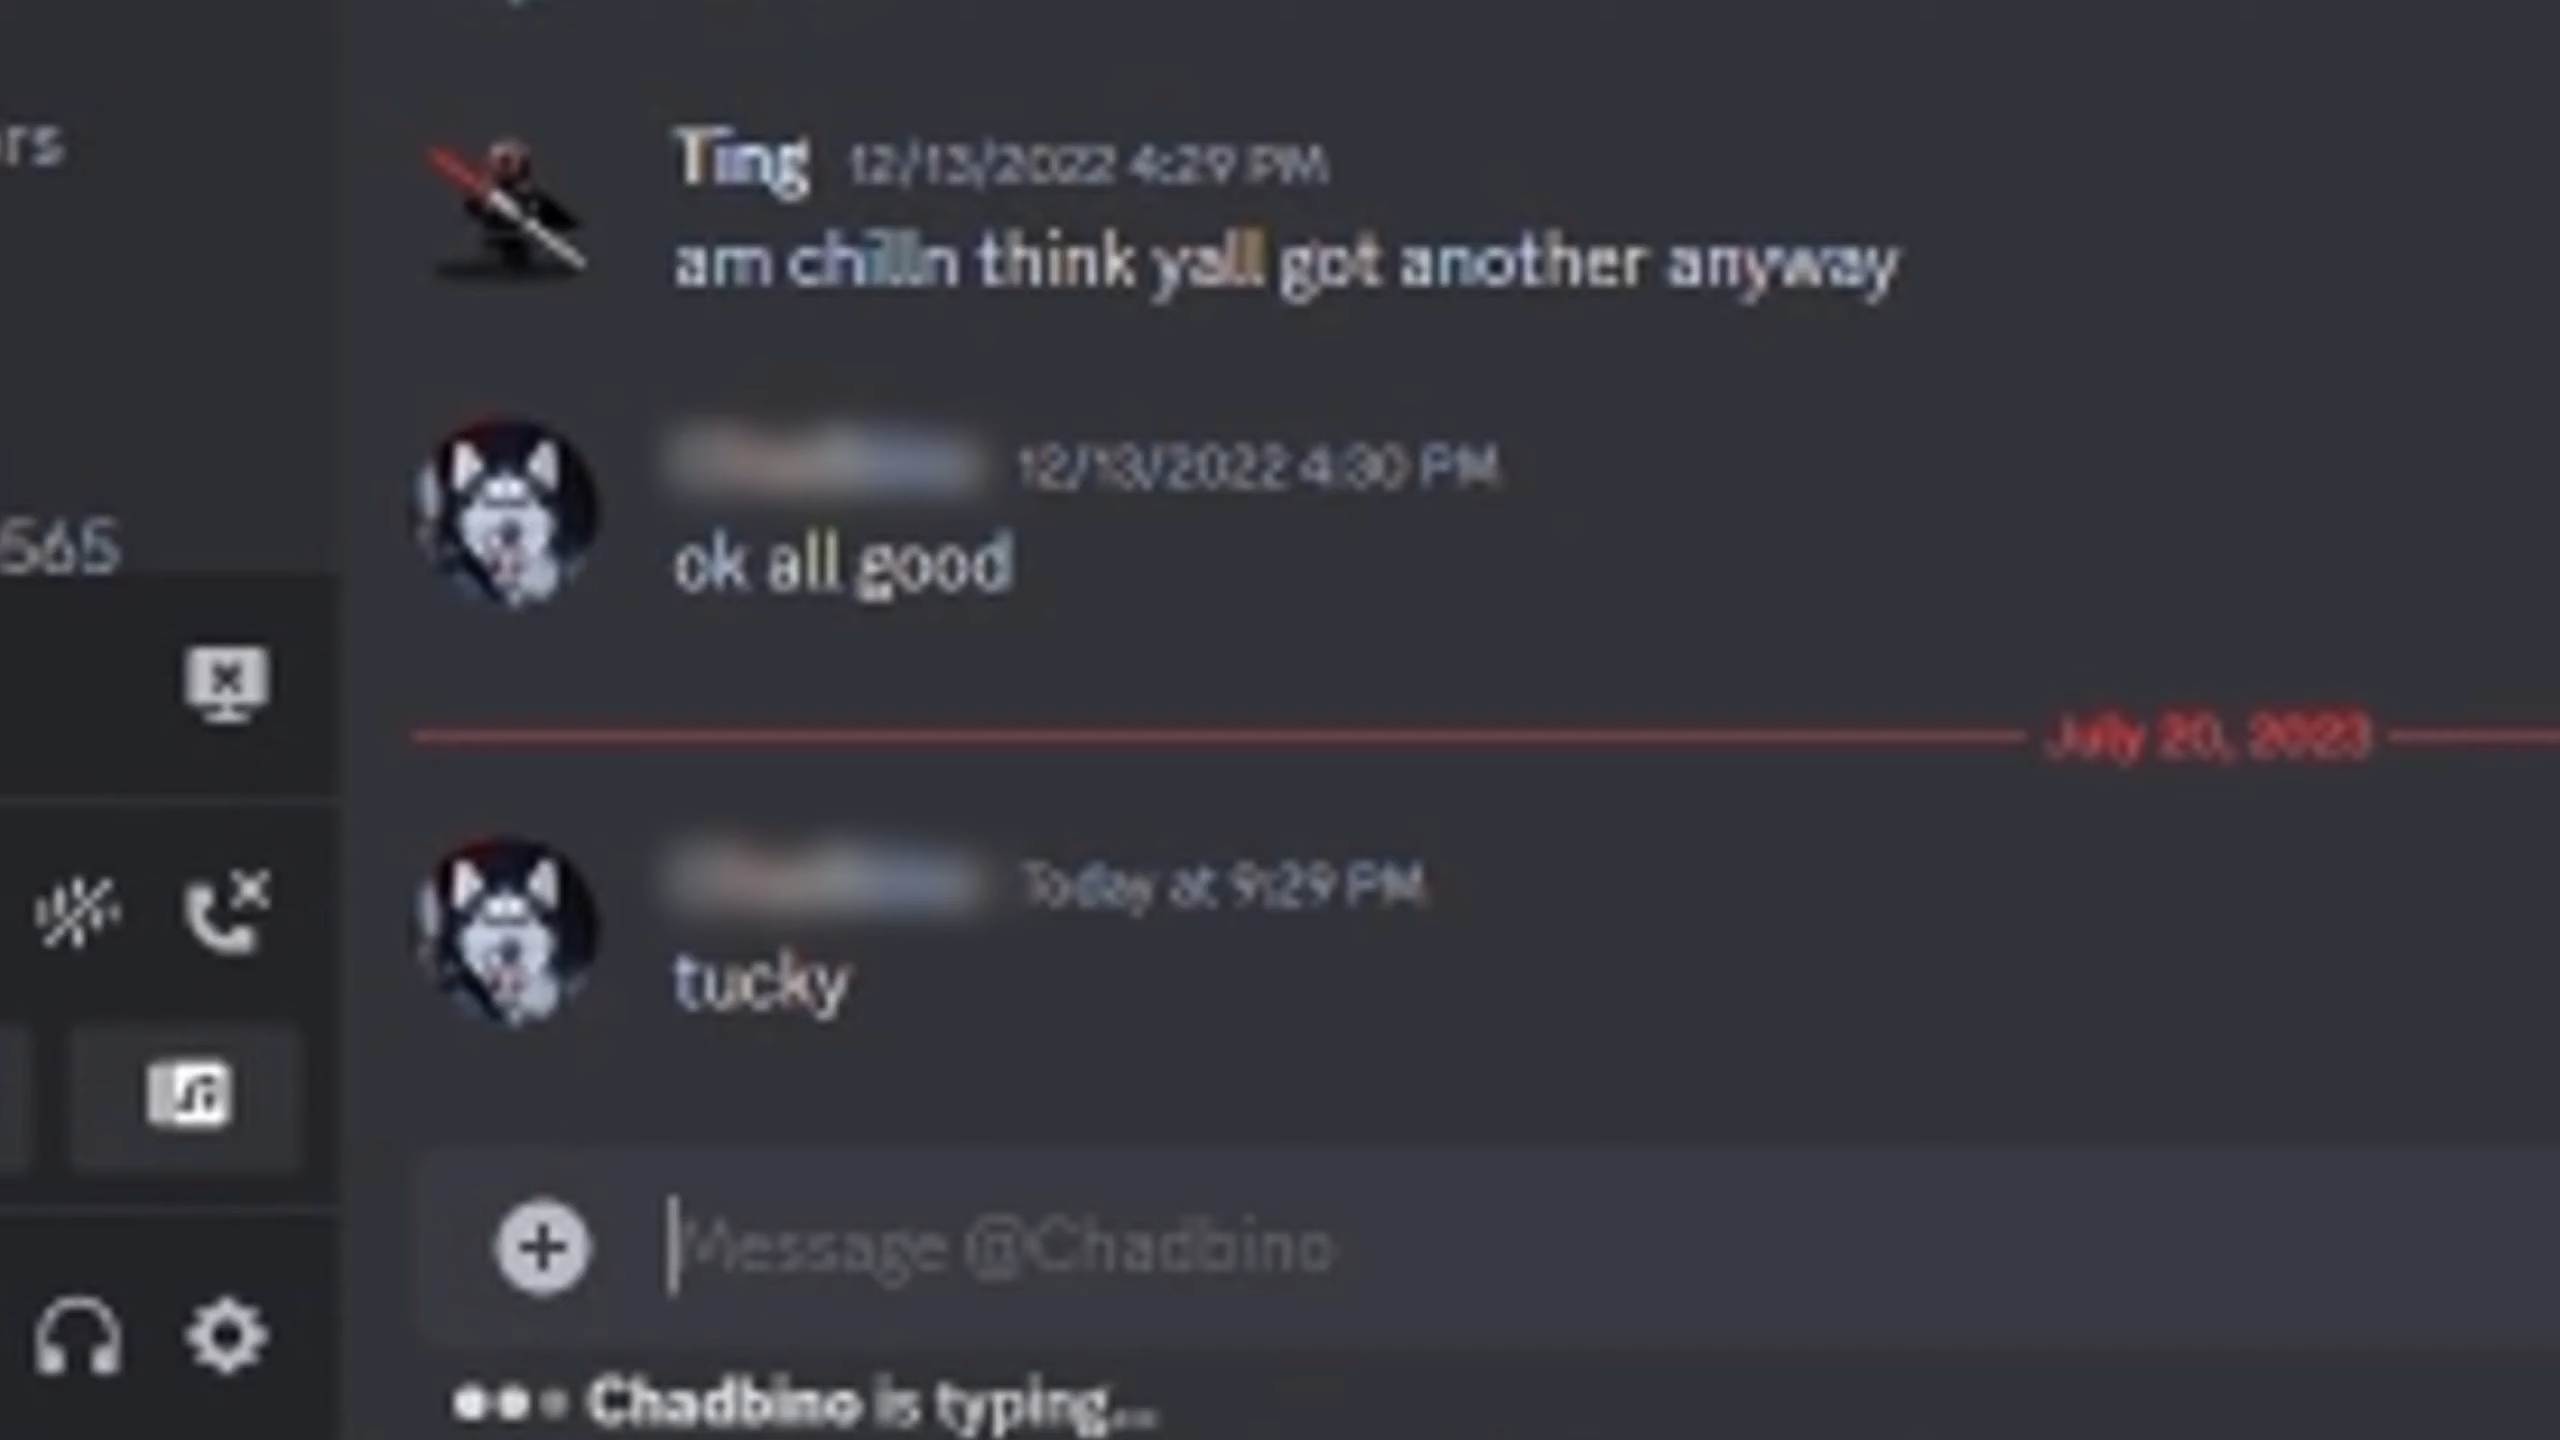 rs
565
Ting 12/13/2022 4:29 PM
am chilln think yall got another anyway
12/13/2022 4:30 PM
ok all good
July 20, 2023
Today at 9:29 PM
tucky
Message @Chadbino
Chadbino is typing...